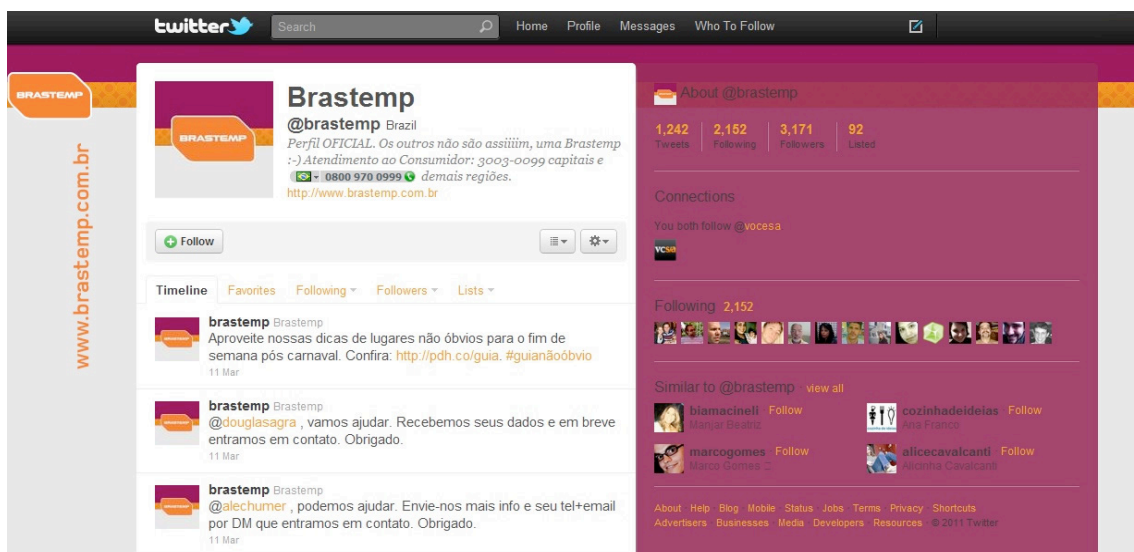 twitter
Search
Home Profile Messages Who To Follow
BRASTEMP
www.brastemp.com.br
BRASTEMP
Brastemp
@brastemp Brazil
Perfil OFICIAL. Os outros não são assiiiim, uma Brastemp
:-) Atendimento ao Consumidor: 3003-0099 capitais e
0800 970 0999 demais regiões.
http://www.brastemp.com.br
Follow
Timeline Favorites Following Followers Lists
brastemp Brastemp
Aproveite nossas dicas de lugares não óbvios para o fim de
semana pós carnaval. Confira: http://pdh.co/guia. #guianãoóbvio
11 Mar
brastemp Brastemp
@douglasagra , vamos ajudar. Recebemos seus dados e em breve
entramos em contato. Obrigado.
11 Mar
brastemp Brastemp
@alechumer , podemos ajudar. Envie-nos mais info e seu tel+email
por DM que entramos em contato. Obrigado.
11 Mar
About @brastemp
1,242 2,152 3,171 92
Tweets Following Followers Listed
Connections
You both follow @vocesa
VCSA
Following 2,152
Similar to @brastemp · view all
biamacineli · Follow
Manjar Beatriz
cozinhadeideias · Follow
Ana Franco
marcogomes · Follow
Marco Gomes
alicecavalcanti · Follow
Alicinha Cavalcanti
About Help Blog Mobile Status Jobs Terms Privacy Shortcuts
Advertisers Businesses Media Developers Resources © 2011 Twitter